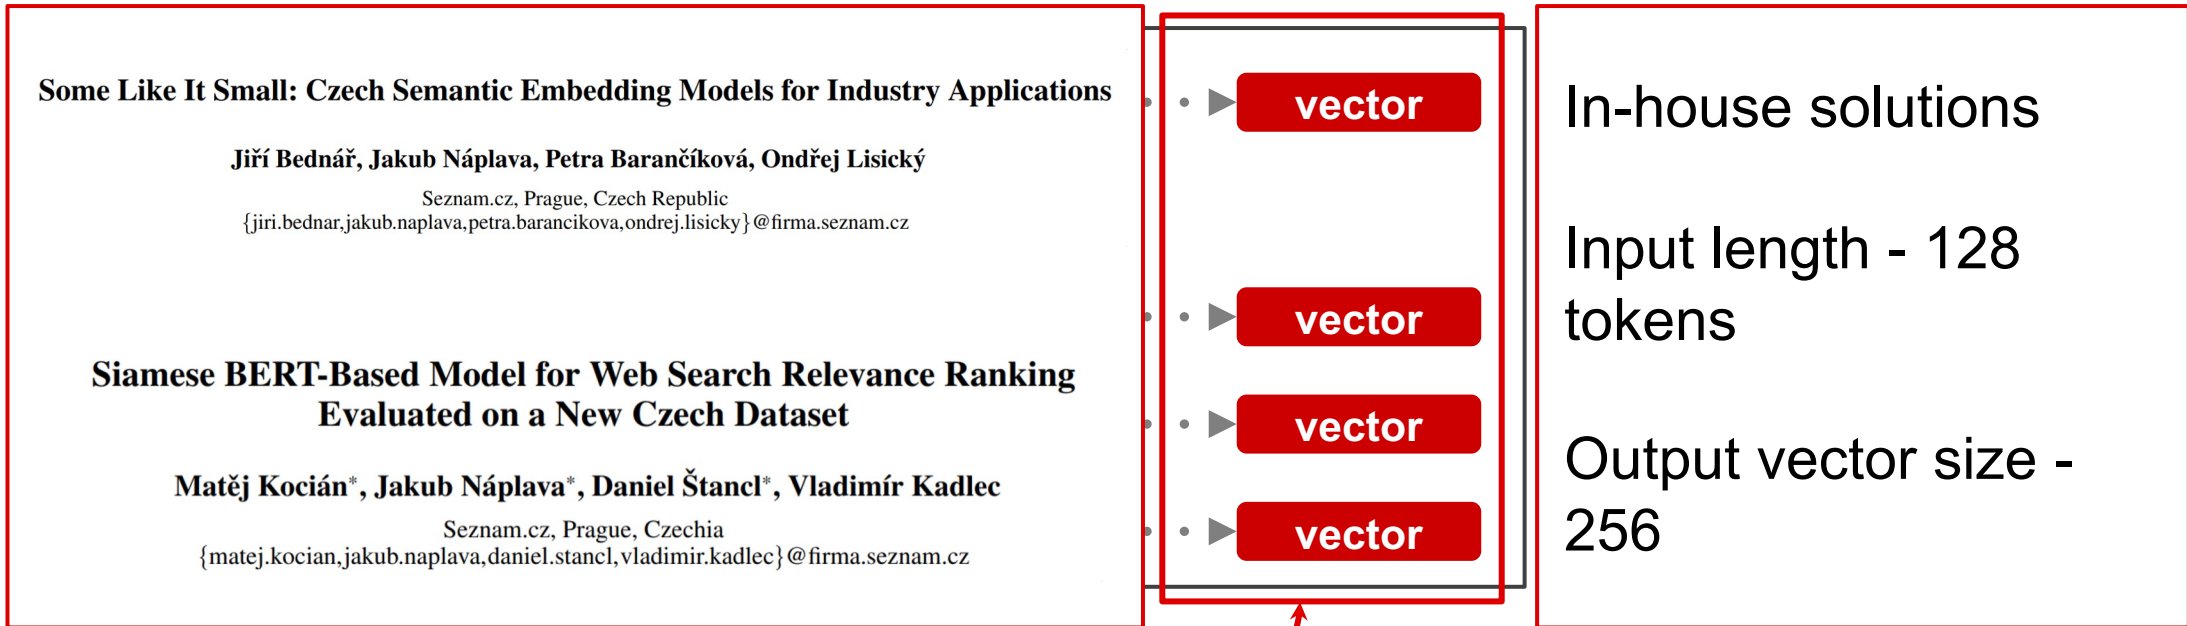 Some Like It Small: Czech Semantic Embedding Models for Industry Applications
Jiří Bednář, Jakub Náplava, Petra Barančíková, Ondřej Lisický
Seznam.cz, Prague, Czech Republic
{jiri.bednar,jakub.naplava,petra.barancikova,ondrej.lisicky}@firma.seznam.cz
Siamese BERT-Based Model for Web Search Relevance Ranking
Evaluated on a New Czech Dataset
Matěj Kocián*, Jakub Náplava*, Daniel Štancl*, Vladimír Kadlec
Seznam.cz, Prague, Czechia
{matej.kocian,jakub.naplava,daniel.stancl,vladimir.kadlec}@firma.seznam.cz
vector
vector
vector
vector
In-house solutions
Input length - 128
tokens
Output vector size -
256